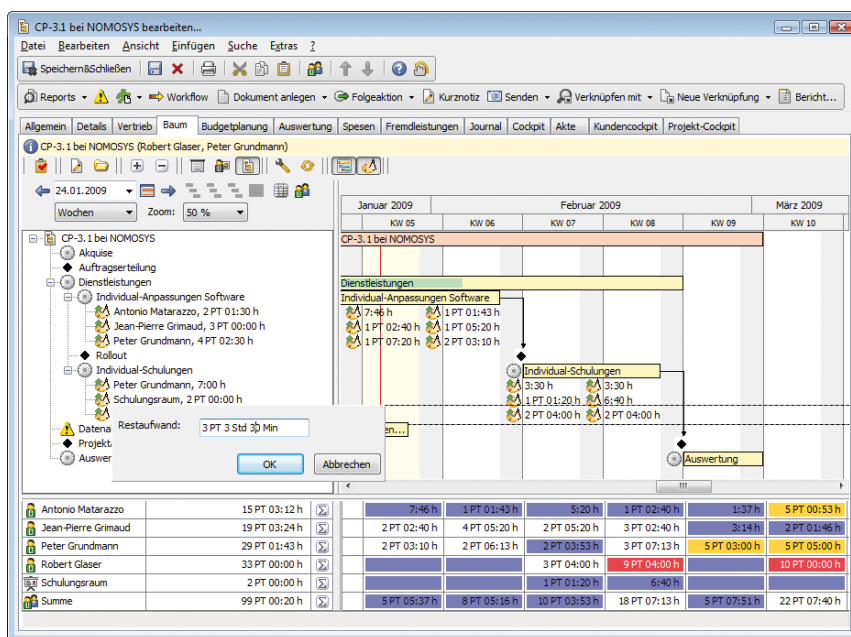 CP-3.1 bei NOMOSYS bearbeiten...
Datei Bearbeiten Ansicht Einfügen Suche Extras ?
Speichern&Schließen
Reports Workflow Dokument anlegen Folgeaktion Kurznotiz Senden Verknüpfen mit Neue Verknüpfung Bericht...
Allgemein Details Vertrieb Baum Budgetplanung Auswertung Spesen Fremdleistungen Journal Cockpit Akte Kundencockpit Projekt-Cockpit
CP-3.1 bei NOMOSYS (Robert Glaser, Peter Grundmann)
24.01.2009
Wochen Zoom: 50 %
Januar 2009 Februar 2009 März 2009
KW 05 KW 06 KW 07 KW 08 KW 09 KW 10
CP-3.1 bei NOMOSYS CP-3.1 bei NOMOSYS
Akquise
Auftragserteilung
Dienstleistungen Dienstleistungen
Individual-Anpassungen Software Individual-Anpassungen Software
Antonio Matarazzo, 2 PT 01:30 h 7:46 h 1 PT 01:43 h
Jean-Pierre Grimaud, 3 PT 00:00 h 1 PT 02:40 h 1 PT 05:20 h
Peter Grundmann, 4 PT 02:30 h 1 PT 07:20 h 2 PT 03:10 h
Rollout
Individual-Schulungen Individual-Schulungen
Peter Grundmann, 7:00 h 3:30 h 3:30 h
Schulungsraum, 2 PT 00:00 h 1 PT 01:20 h 6:40 h
2 PT 04:00 h 2 PT 04:00 h
Datena en...
Projekt
Auswer Auswertung
Restaufwand: 3 PT 3 Std 30 Min
OK Abbrechen
Antonio Matarazzo 15 PT 03:12 h Σ 7:46 h 1 PT 01:43 h 5:20 h 1 PT 02:40 h 1:37 h 5 PT 00:53 h
Jean-Pierre Grimaud 19 PT 03:24 h Σ 2 PT 02:40 h 4 PT 05:20 h 2 PT 05:20 h 3 PT 02:40 h 3:14 h 2 PT 01:46 h
Peter Grundmann 29 PT 01:43 h Σ 2 PT 03:10 h 2 PT 06:13 h 2 PT 03:53 h 3 PT 07:13 h 5 PT 03:00 h 5 PT 05:00 h
Robert Glaser 33 PT 00:00 h Σ 3 PT 04:00 h 9 PT 04:00 h 10 PT 00:00 h
Schulungsraum 2 PT 00:00 h Σ 1 PT 01:20 h 6:40 h
Summe 99 PT 00:20 h Σ 5 PT 05:37 h 8 PT 05:16 h 10 PT 03:53 h 18 PT 07:13 h 5 PT 07:51 h 22 PT 07:40 h